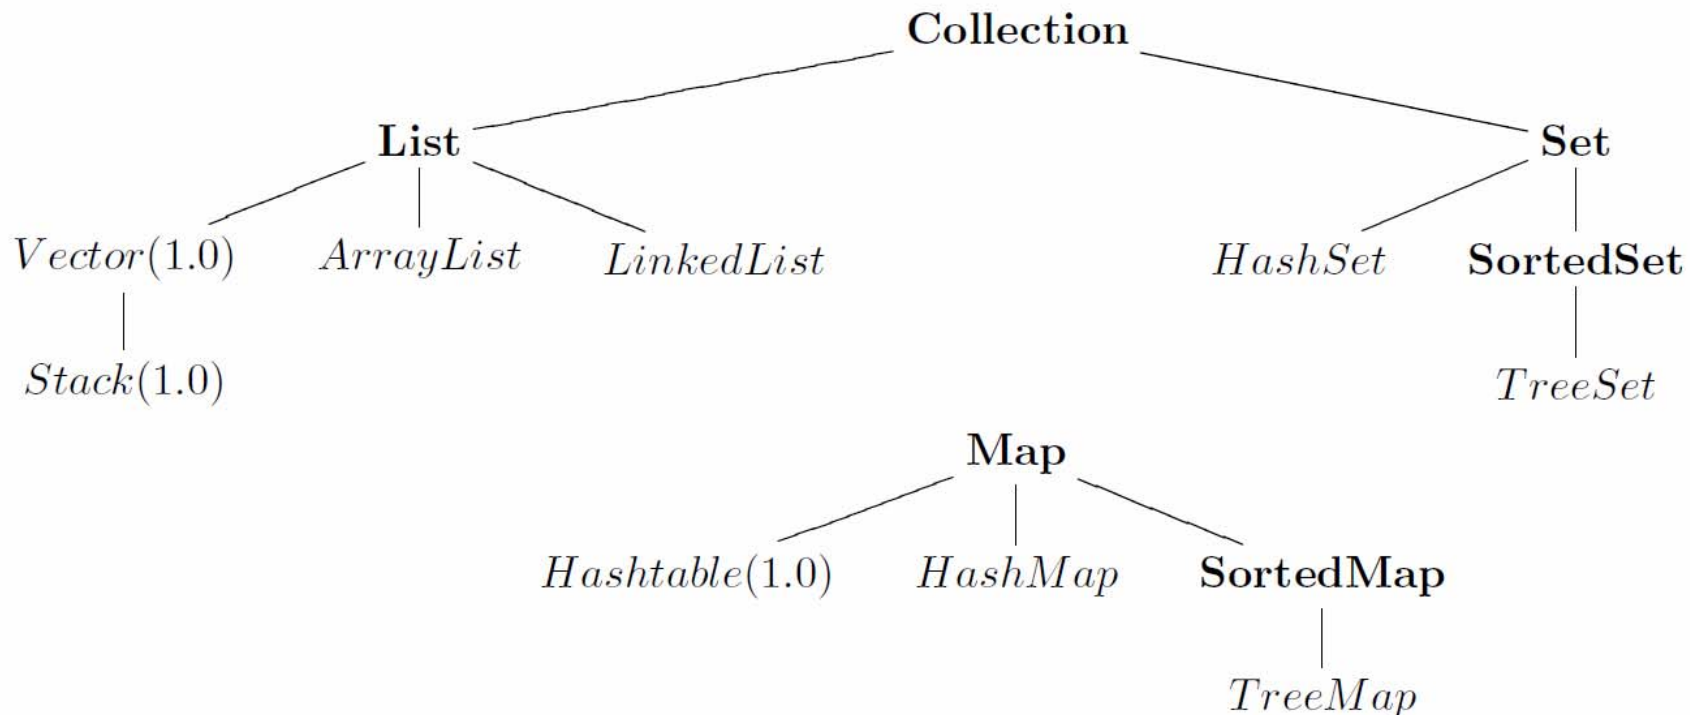 Collection
List Set
Vector(1.0) ArrayList LinkedList HashSet SortedSet
Stack(1.0) TreeSet
Map
Hashtable(1.0) HashMap SortedMap
TreeMap